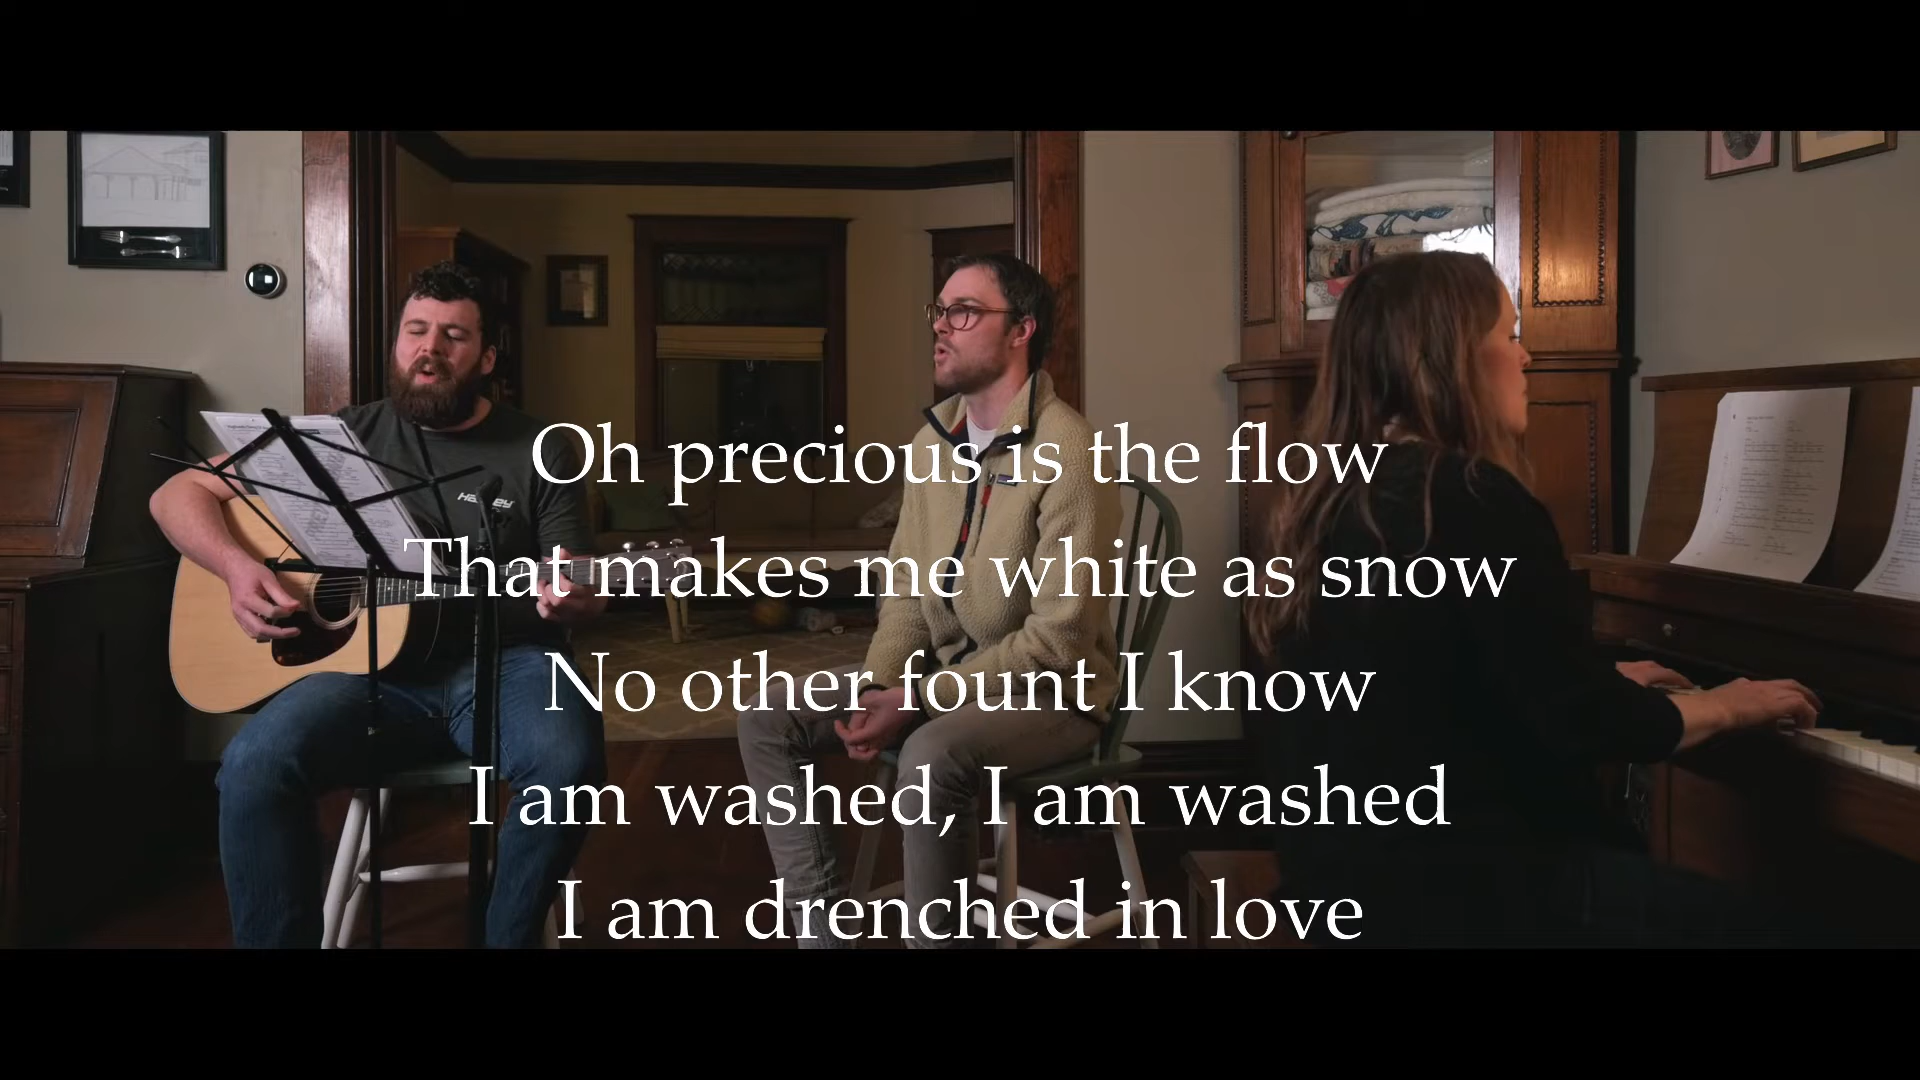 Oh precious is the flow
That makes me white as snow
No other fount I know
I am washed, I am washed
I am drenched in love